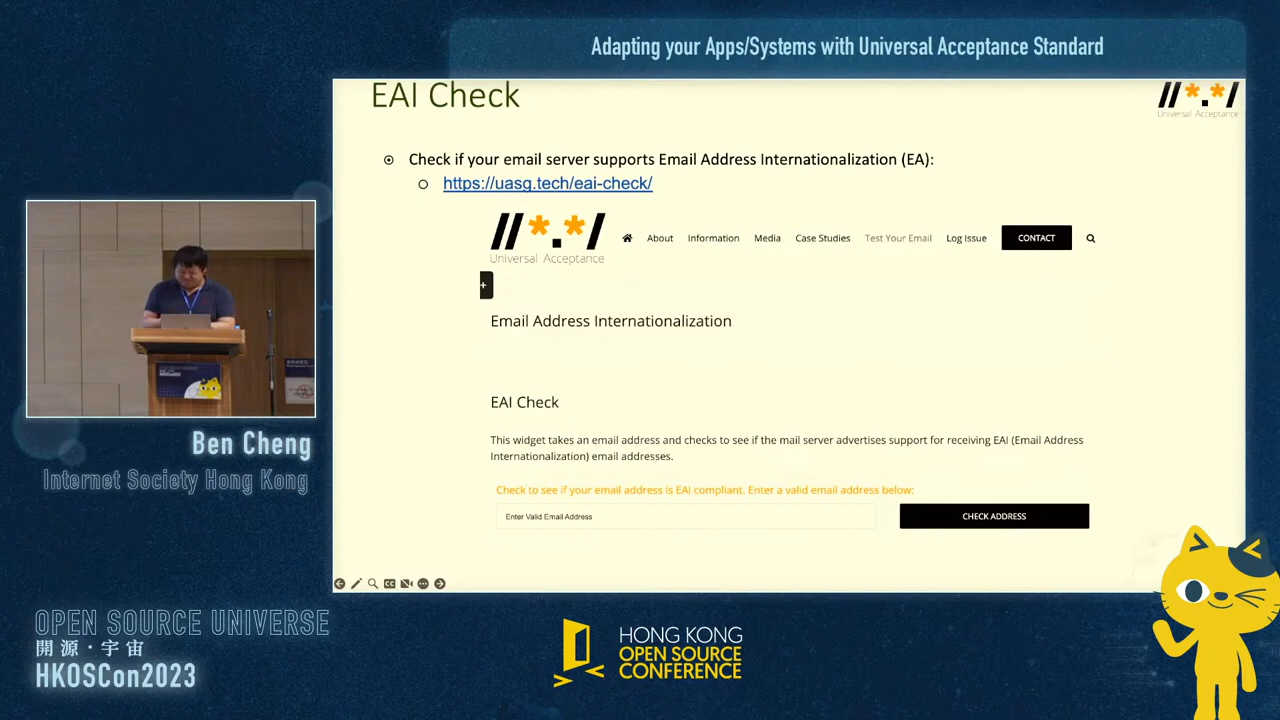 Adapting your Apps/Systems with Universal Acceptance Standard
EAI Check
//*.*/
Universal Acceptance
Check if your email server supports Email Address Internationalization (EA):
https://uasg.tech/eai-check/
//*.*/
Universal Acceptance
About Information Media Case Studies Test Your Email Log Issue CONTACT
+
Email Address Internationalization
EAI Check
This widget takes an email address and checks to see if the mail server advertises support for receiving EAI (Email Address
Internationalization) email addresses.
Check to see if your email address is EAI compliant. Enter a valid email address below:
Enter Valid Email Address
CHECK ADDRESS
CC
Ben Cheng
Internet Society Hong Kong
OPEN SOURCE UNIVERSE
開源·宇宙
HKOSCon2023
HONG KONG
OPEN SOURCE
CONFERENCE